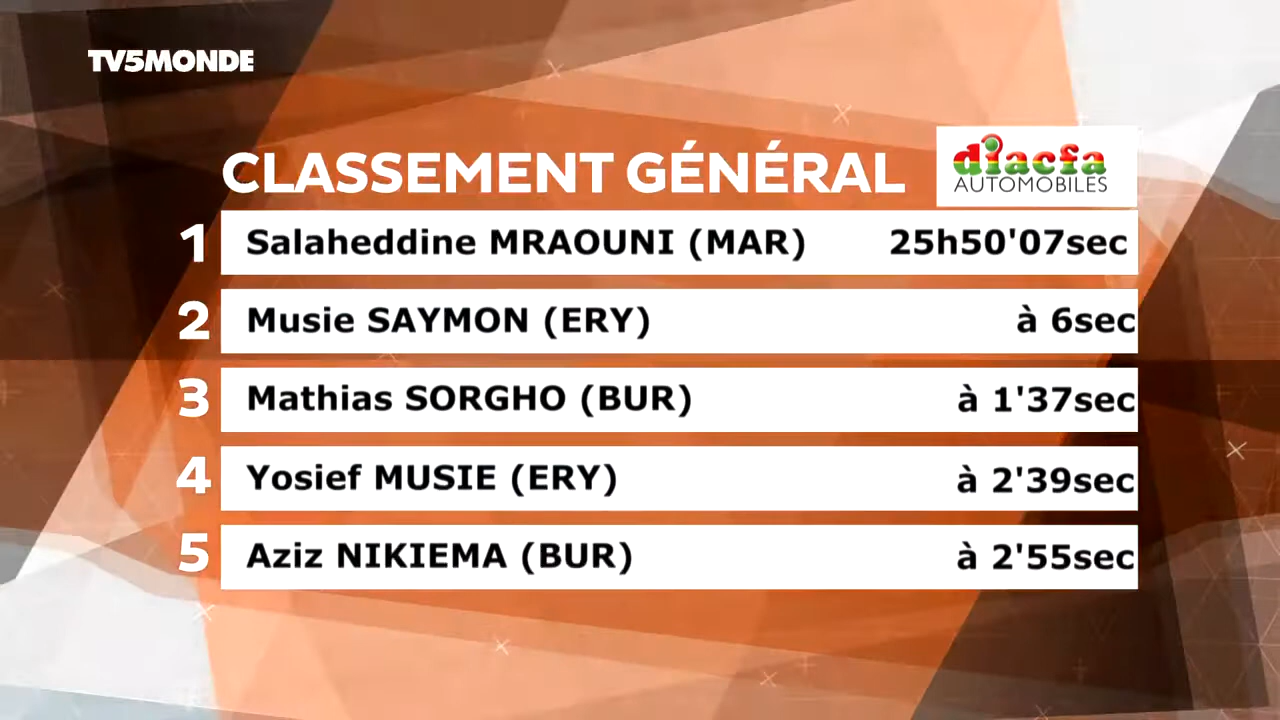 TV5MONDE
CLASSEMENT GÉNÉRAL
diacfa
AUTOMOBILES
1 Salaheddine MRAOUNI (MAR) 25h50'07sec
2 Musie SAYMON (ERY) à 6sec
3 Mathias SORGHO (BUR) à 1'37sec
4 Yosief MUSIE (ERY) à 2'39sec
5 Aziz NIKIEMA (BUR) à 2'55sec